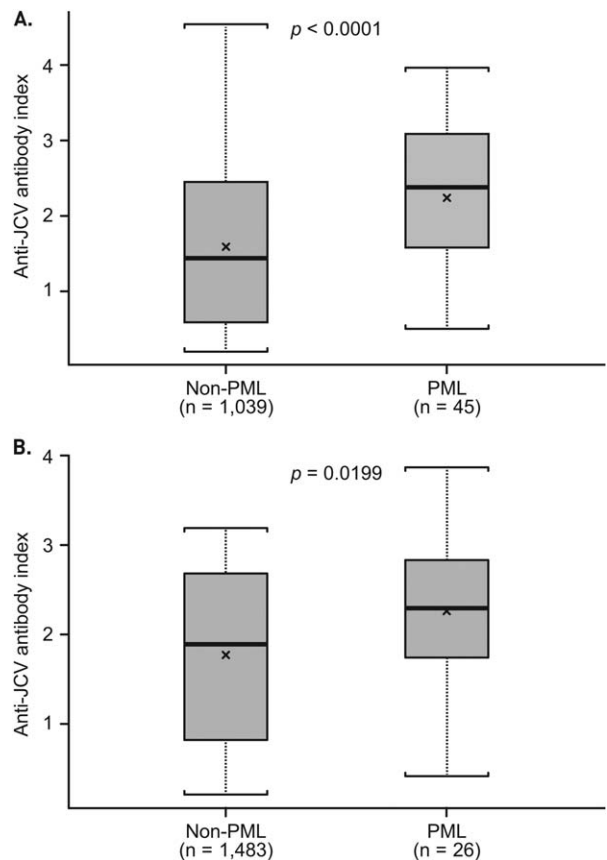 A.
p < 0.0001
Anti-JCV antibody index
4
3
2
1
Non-PML
(n = 1,039)
PML
(n = 45)
B.
p = 0.0199
Anti-JCV antibody index
4
3
2
1
Non-PML
(n = 1,483)
PML
(n = 26)